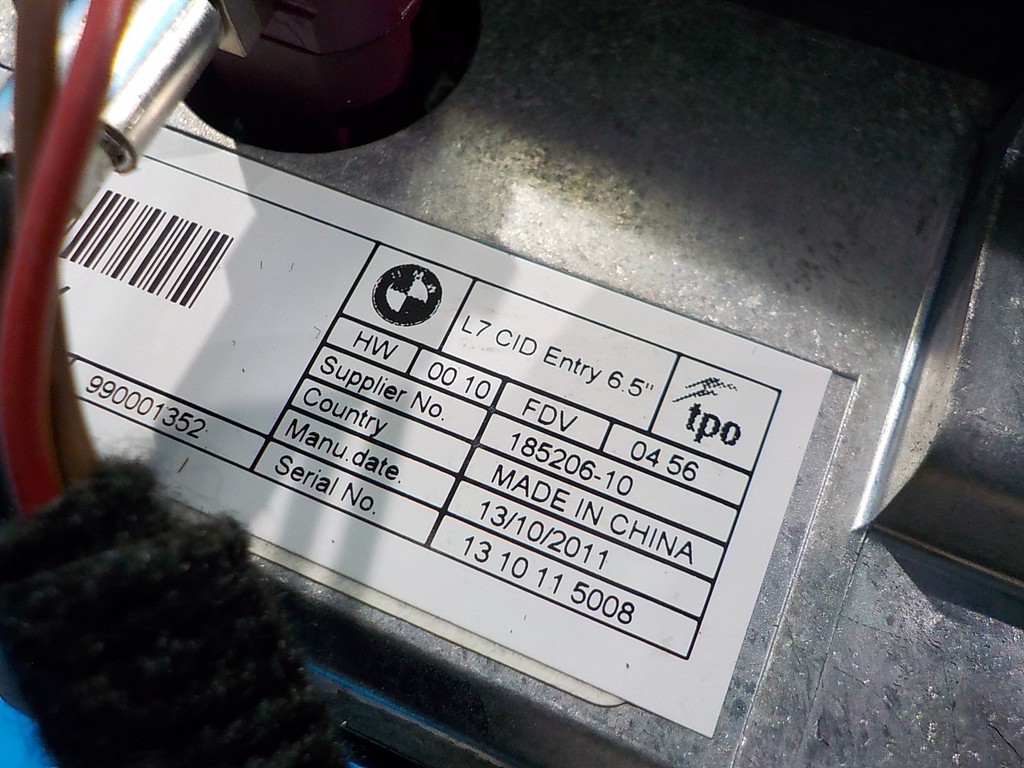 L7 CID Entry 6.5"
tpo
HW 00 10 FDV 04 56
Supplier No. 185206-10
Country MADE IN CHINA
Manu.date. 13/10/2011
Serial No. 13 10 11 5008
990001352